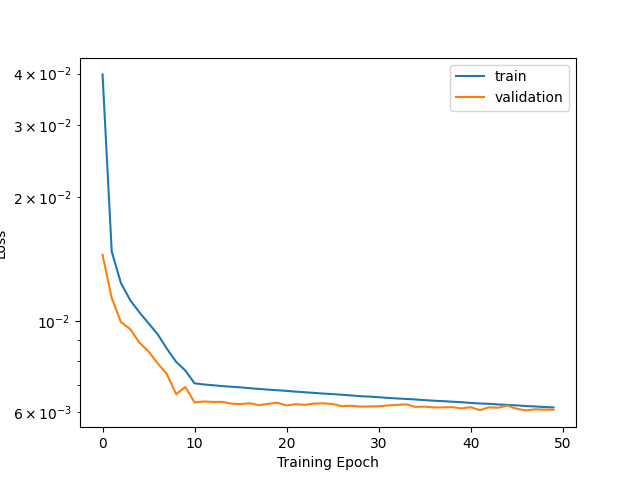 train
validation
4 × 10⁻²
3 × 10⁻²
2 × 10⁻²
10⁻²
6 × 10⁻³
Loss
0 10 20 30 40 50
Training Epoch